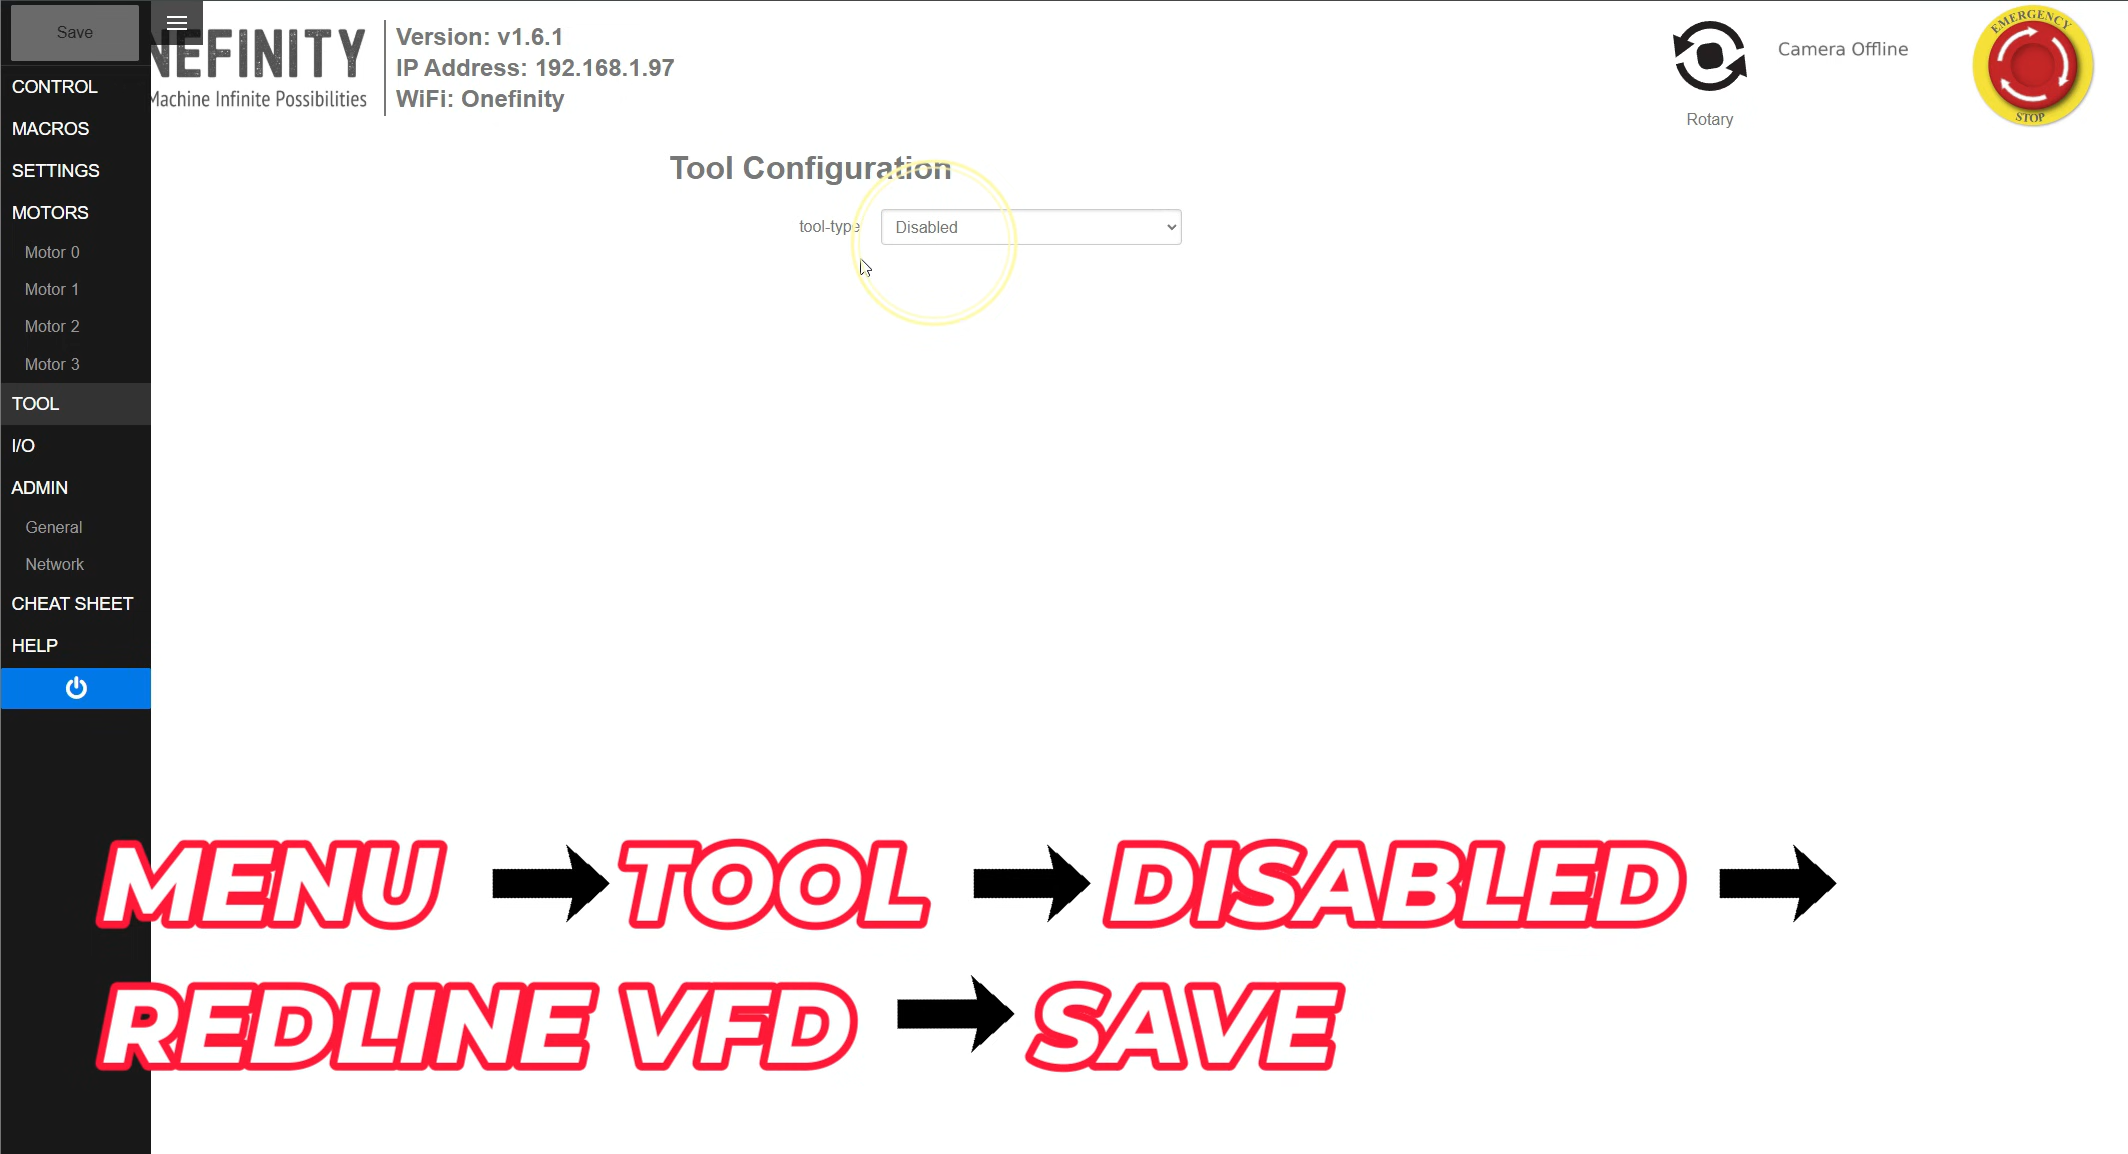 Save
NEFINITY
Machine Infinite Possibilities
Version: v1.6.1
IP Address: 192.168.1.97
WiFi: Onefinity
Rotary
Camera Offline
EMERGENCY
STOP
CONTROL
MACROS
SETTINGS
MOTORS
Motor 0
Motor 1
Motor 2
Motor 3
TOOL
I/O
ADMIN
General
Network
CHEAT SHEET
HELP
Tool Configuration
tool-type
Disabled
MENU TOOL DISABLED
REDLINE VFD SAVE